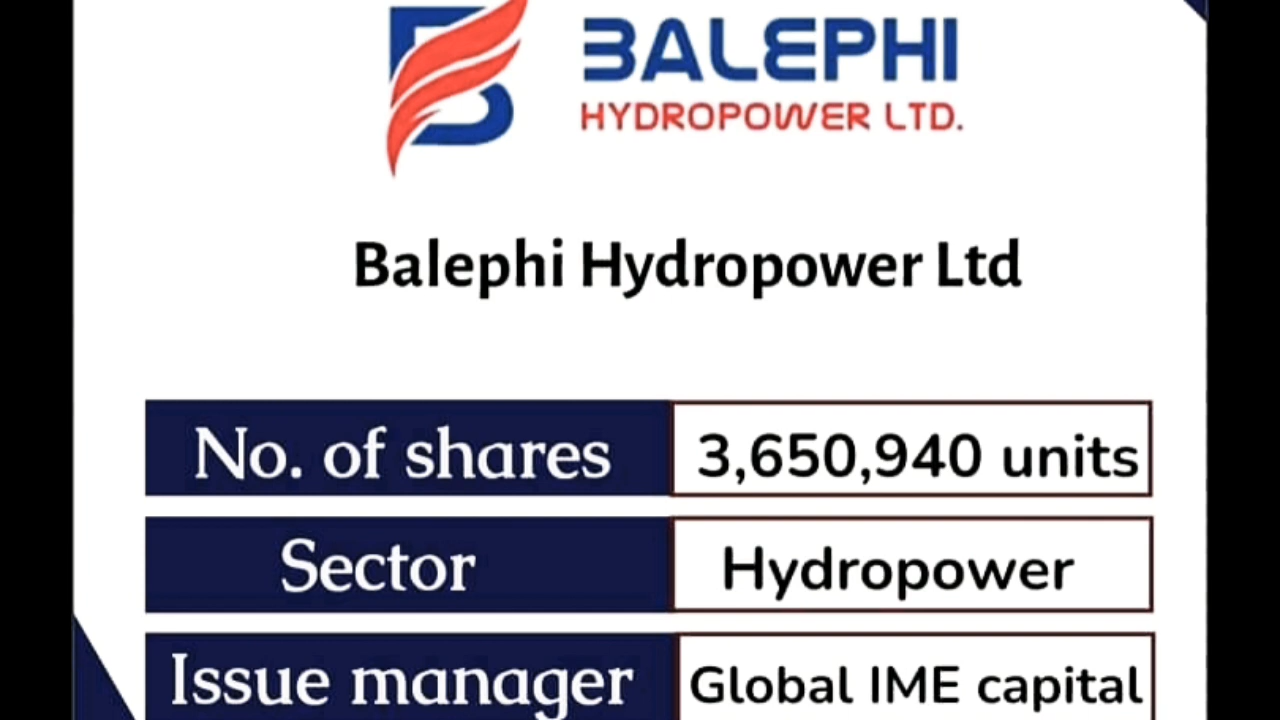 BALEPHI
HYDROPOWER LTD.
Balephi Hydropower Ltd
No. of shares 3,650,940 units
Sector Hydropower
Issue manager Global IME capital